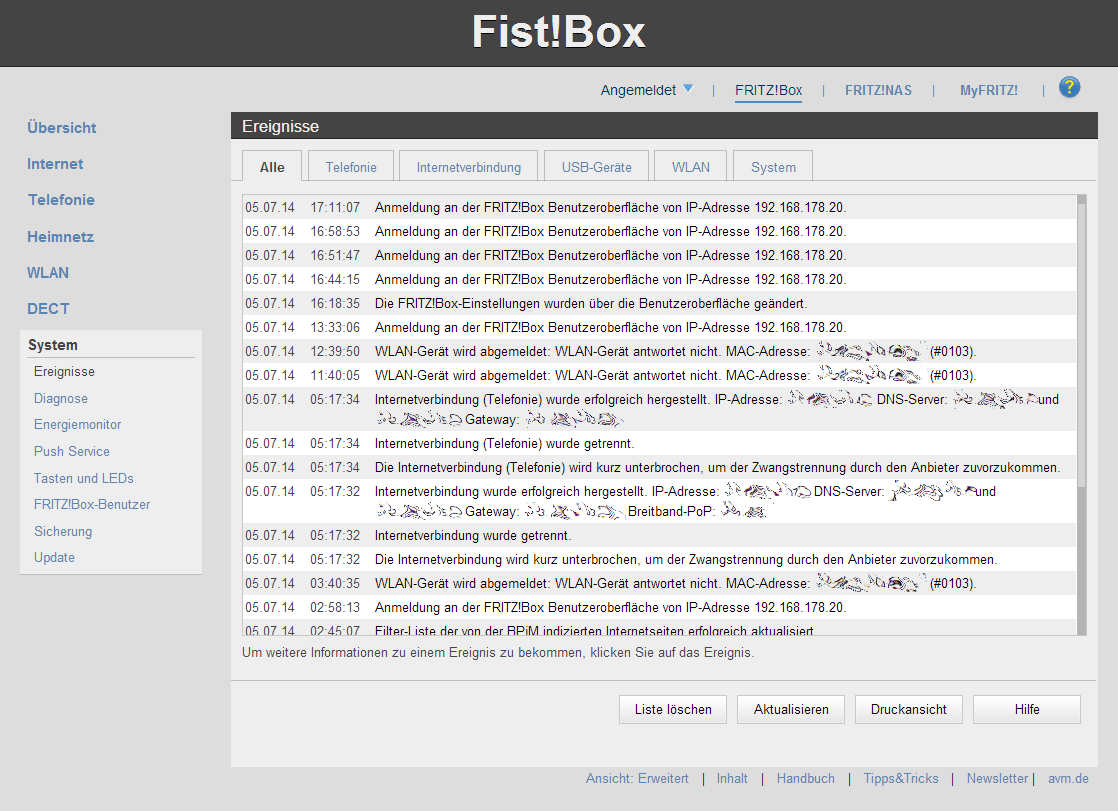 Fist!Box
Angemeldet | FRITZ!Box | FRITZ!NAS | MyFRITZ! | ?
Übersicht
Internet
Telefonie
Heimnetz
WLAN
DECT
System
Ereignisse
Diagnose
Energiemonitor
Push Service
Tasten und LEDs
FRITZ!Box-Benutzer
Sicherung
Update
Ereignisse
Alle Telefonie Internetverbindung USB-Geräte WLAN System
05.07.14 17:11:07 Anmeldung an der FRITZ!Box Benutzeroberfläche von IP-Adresse 192.168.178.20.
05.07.14 16:58:53 Anmeldung an der FRITZ!Box Benutzeroberfläche von IP-Adresse 192.168.178.20.
05.07.14 16:51:47 Anmeldung an der FRITZ!Box Benutzeroberfläche von IP-Adresse 192.168.178.20.
05.07.14 16:44:15 Anmeldung an der FRITZ!Box Benutzeroberfläche von IP-Adresse 192.168.178.20.
05.07.14 16:18:35 Die FRITZ!Box-Einstellungen wurden über die Benutzeroberfläche geändert.
05.07.14 13:33:06 Anmeldung an der FRITZ!Box Benutzeroberfläche von IP-Adresse 192.168.178.20.
05.07.14 12:39:50 WLAN-Gerät wird abgemeldet: WLAN-Gerät antwortet nicht. MAC-Adresse: (#0103).
05.07.14 11:40:05 WLAN-Gerät wird abgemeldet: WLAN-Gerät antwortet nicht. MAC-Adresse: (#0103).
05.07.14 05:17:34 Internetverbindung (Telefonie) wurde erfolgreich hergestellt. IP-Adresse: DNS-Server: und
Gateway:
05.07.14 05:17:34 Internetverbindung (Telefonie) wurde getrennt.
05.07.14 05:17:34 Die Internetverbindung (Telefonie) wird kurz unterbrochen, um der Zwangstrennung durch den Anbieter zuvorzukommen.
05.07.14 05:17:32 Internetverbindung wurde erfolgreich hergestellt. IP-Adresse: DNS-Server: und
Gateway: Breitband-PoP:
05.07.14 05:17:32 Internetverbindung wurde getrennt.
05.07.14 05:17:32 Die Internetverbindung wird kurz unterbrochen, um der Zwangstrennung durch den Anbieter zuvorzukommen.
05.07.14 03:40:35 WLAN-Gerät wird abgemeldet: WLAN-Gerät antwortet nicht. MAC-Adresse: (#0103).
05.07.14 02:58:13 Anmeldung an der FRITZ!Box Benutzeroberfläche von IP-Adresse 192.168.178.20.
05.07.14 02:45:07 Filter-Liste der von der BPjM indizierten Internetseiten erfolgreich aktualisiert
Um weitere Informationen zu einem Ereignis zu bekommen, klicken Sie auf das Ereignis.
Liste löschen Aktualisieren Druckansicht Hilfe
Ansicht: Erweitert | Inhalt | Handbuch | Tipps&Tricks | Newsletter | avm.de